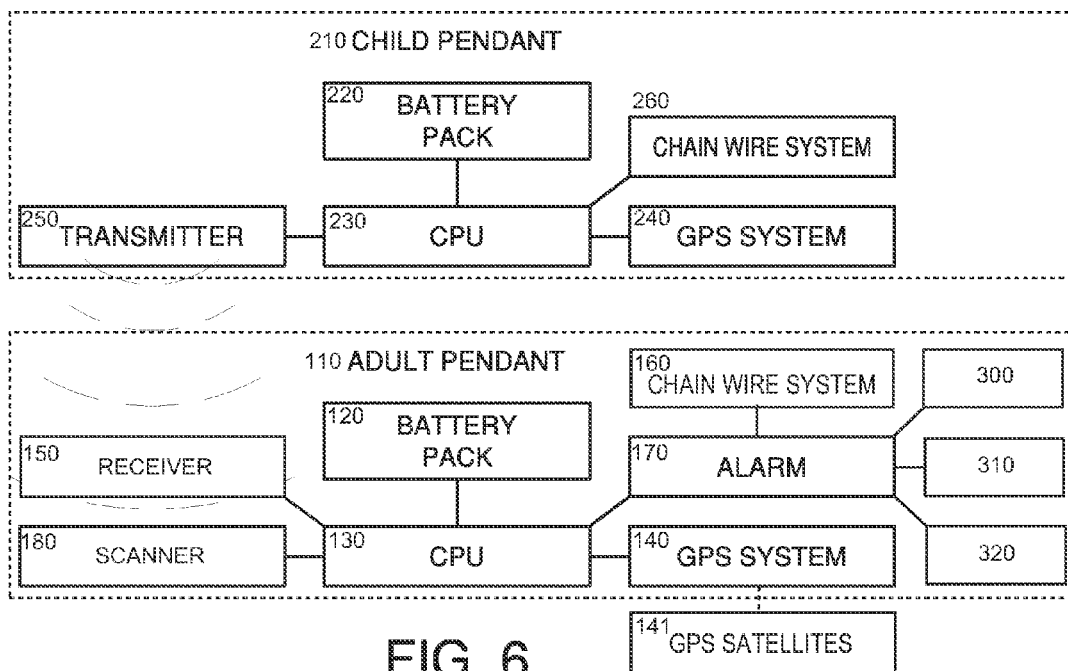 210 CHILD PENDANT
220 BATTERY
PACK
260
CHAIN WIRE SYSTEM
250 TRANSMITTER
230 CPU
240 GPS SYSTEM
110 ADULT PENDANT
160 CHAIN WIRE SYSTEM
300
120 BATTERY
PACK
150 RECEIVER
170 ALARM
310
180 SCANNER
130 CPU
140 GPS SYSTEM
320
141 GPS SATELLITES
FIG. 6